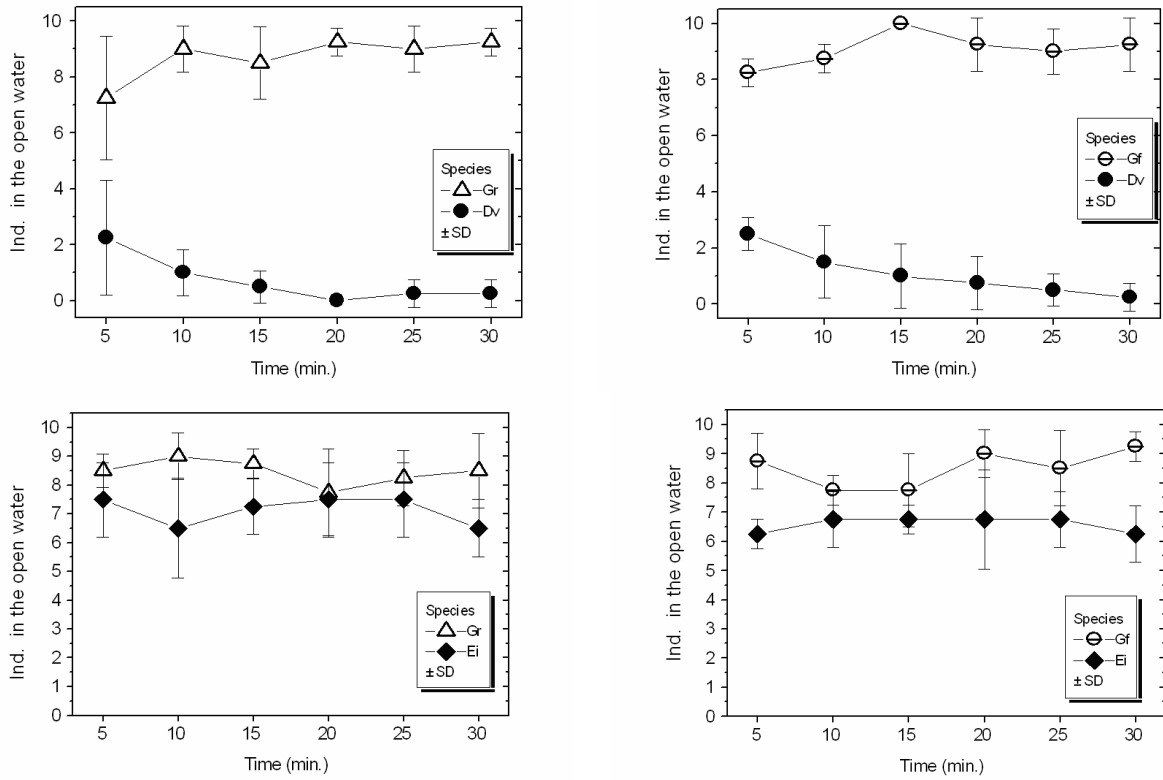 10
8
6
4
2
0
Ind. in the open water
Species
Gr
Dv
±SD
5 10 15 20 25 30
Time (min.)
10
8
6
4
2
0
Ind. in the open water
Species
Gf
Dv
±SD
5 10 15 20 25 30
Time (min.)
10
9
8
7
6
5
4
3
2
1
0
Ind. in the open water
Species
Gr
Ei
±SD
5 10 15 20 25 30
Time (min.)
10
9
8
7
6
5
4
3
2
1
0
Ind. in the open water
Species
Gf
Ei
±SD
5 10 15 20 25 30
Time (min.)